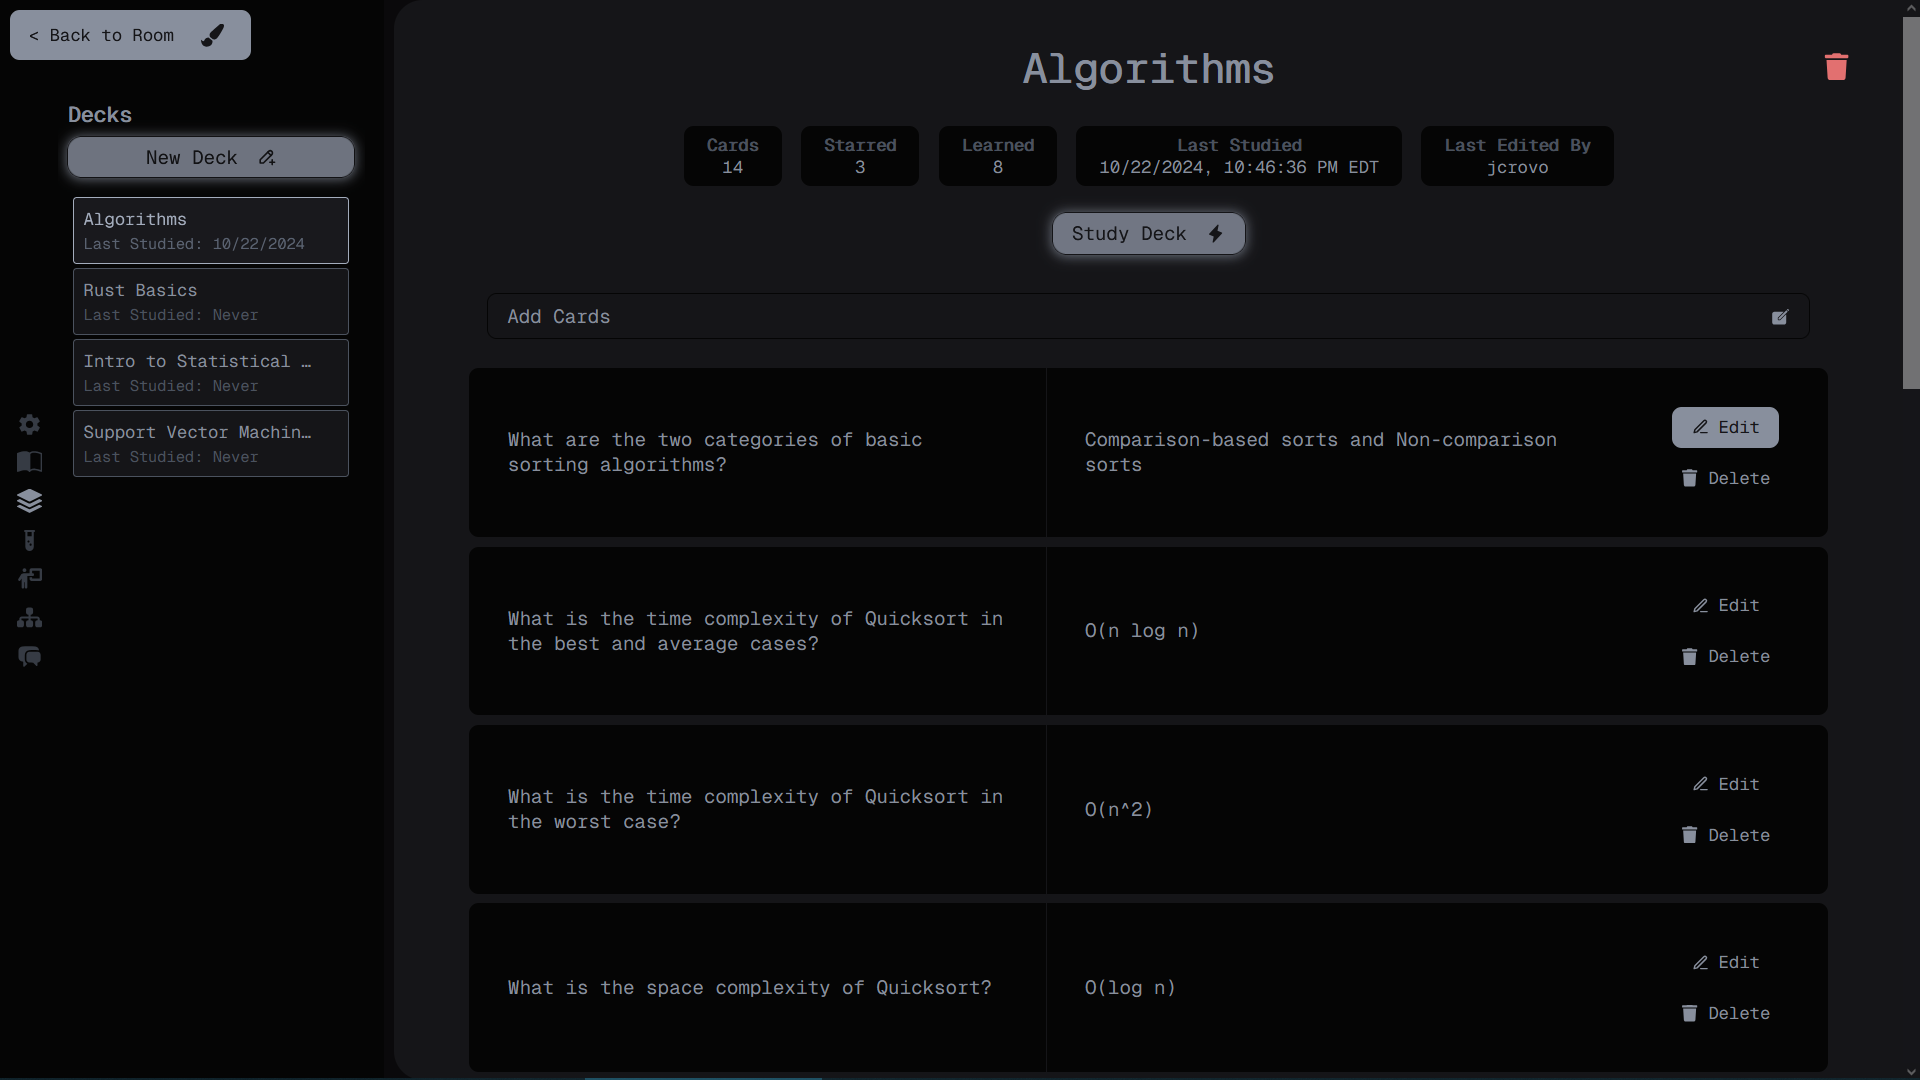 < Back to Room
Decks
New Deck
Algorithms
Last Studied: 10/22/2024
Rust Basics
Last Studied: Never
Intro to Statistical …
Last Studied: Never
Support Vector Machin…
Last Studied: Never
Algorithms
Cards
14
Starred
3
Learned
8
Last Studied
10/22/2024, 10:46:36 PM EDT
Last Edited By
jcrovo
Study Deck
Add Cards
What are the two categories of basic
sorting algorithms?
Comparison-based sorts and Non-comparison
sorts
Edit
Delete
What is the time complexity of Quicksort in
the best and average cases?
O(n log n)
Edit
Delete
What is the time complexity of Quicksort in
the worst case?
O(n^2)
Edit
Delete
What is the space complexity of Quicksort?
O(log n)
Edit
Delete